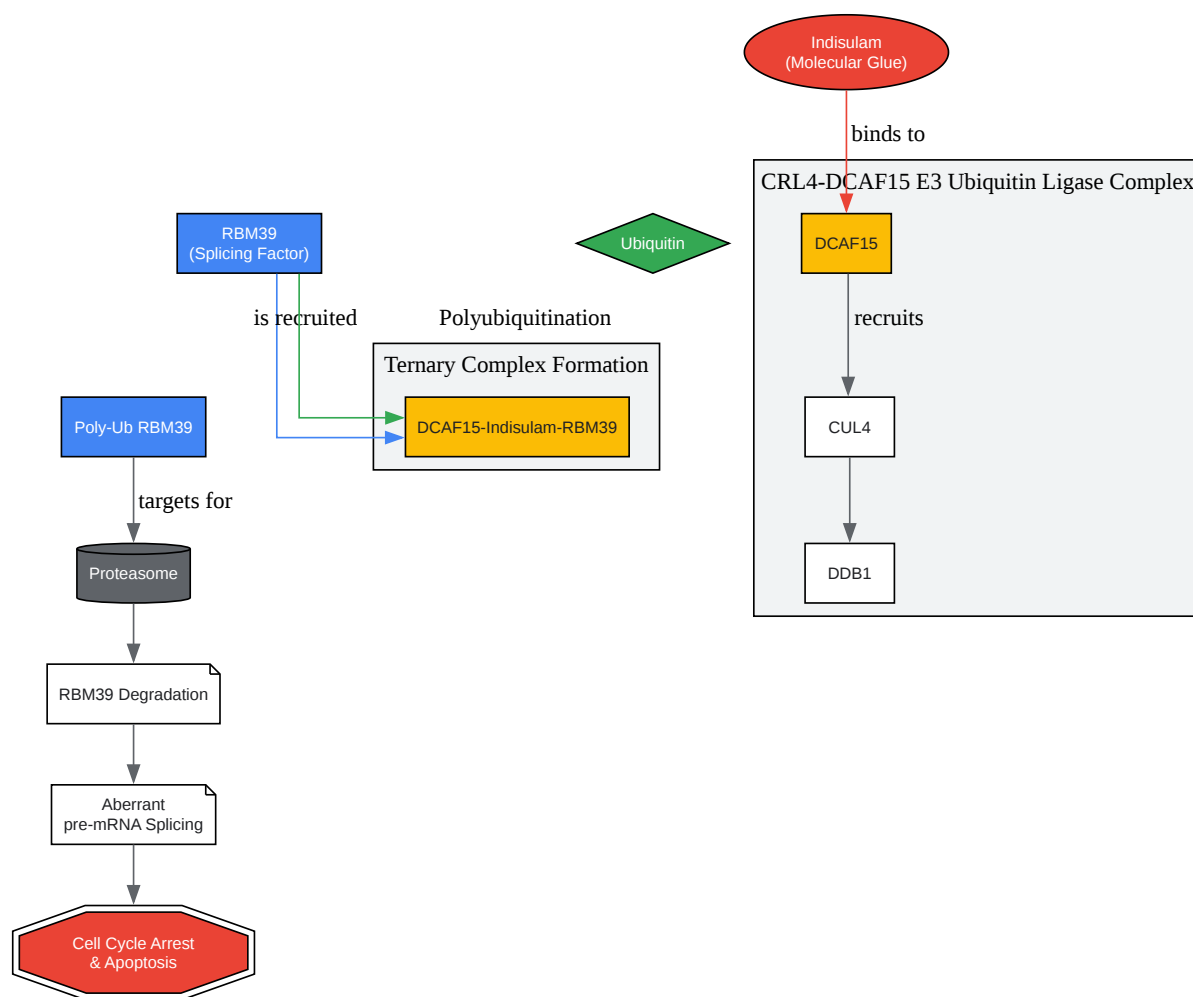 Indisulam
(Molecular Glue)
binds to
CRL4-DCAF15 E3 Ubiquitin Ligase Complex
RBM39
(Splicing Factor)
Ubiquitin
DCAF15
is recruited
Polyubiquitination
recruits
Ternary Complex Formation
Poly-Ub RBM39
DCAF15-Indisulam-RBM39
CUL4
targets for
Proteasome
DDB1
RBM39 Degradation
Aberrant
pre-mRNA Splicing
Cell Cycle Arrest
& Apoptosis